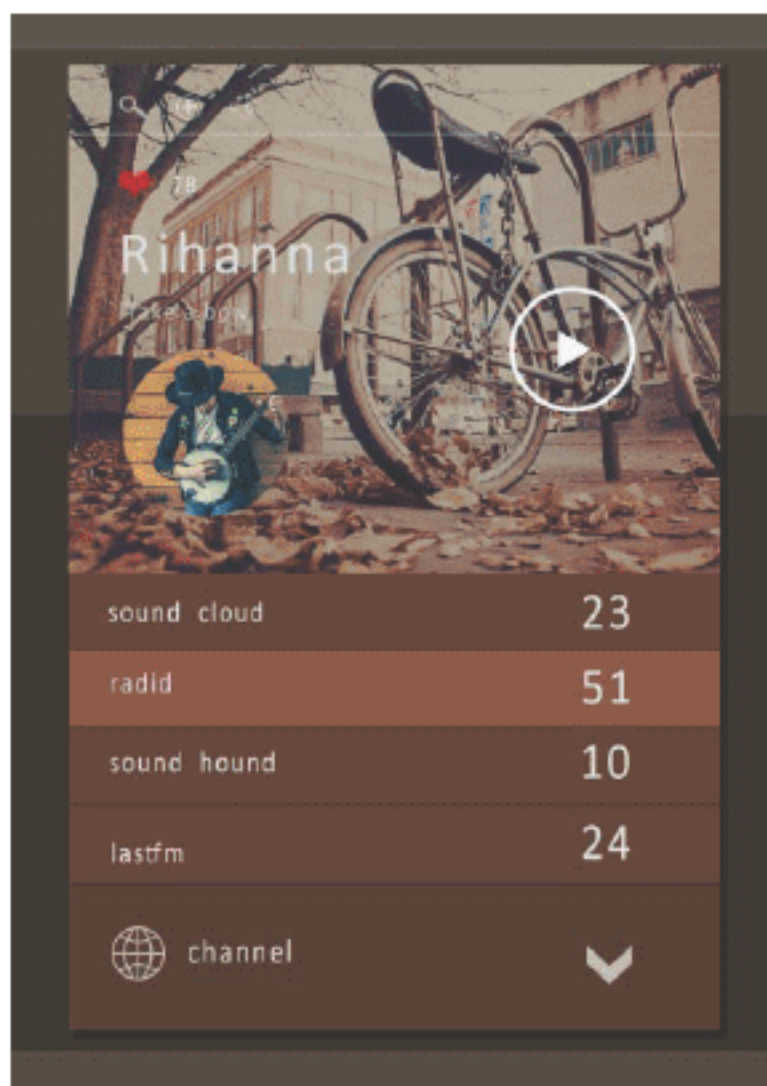 78
Rihanna
take a bow
sound cloud 23
radid 51
sound hound 10
lastfm 24
channel